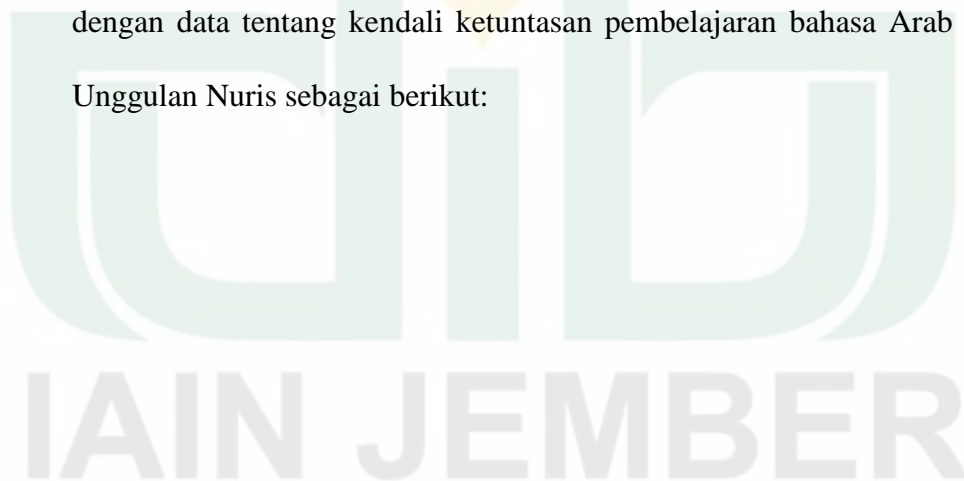 dengan data tentang kendali ketuntasan pembelajaran bahasa Arab
Unggulan Nuris sebagai berikut:
IAIN JEMBER